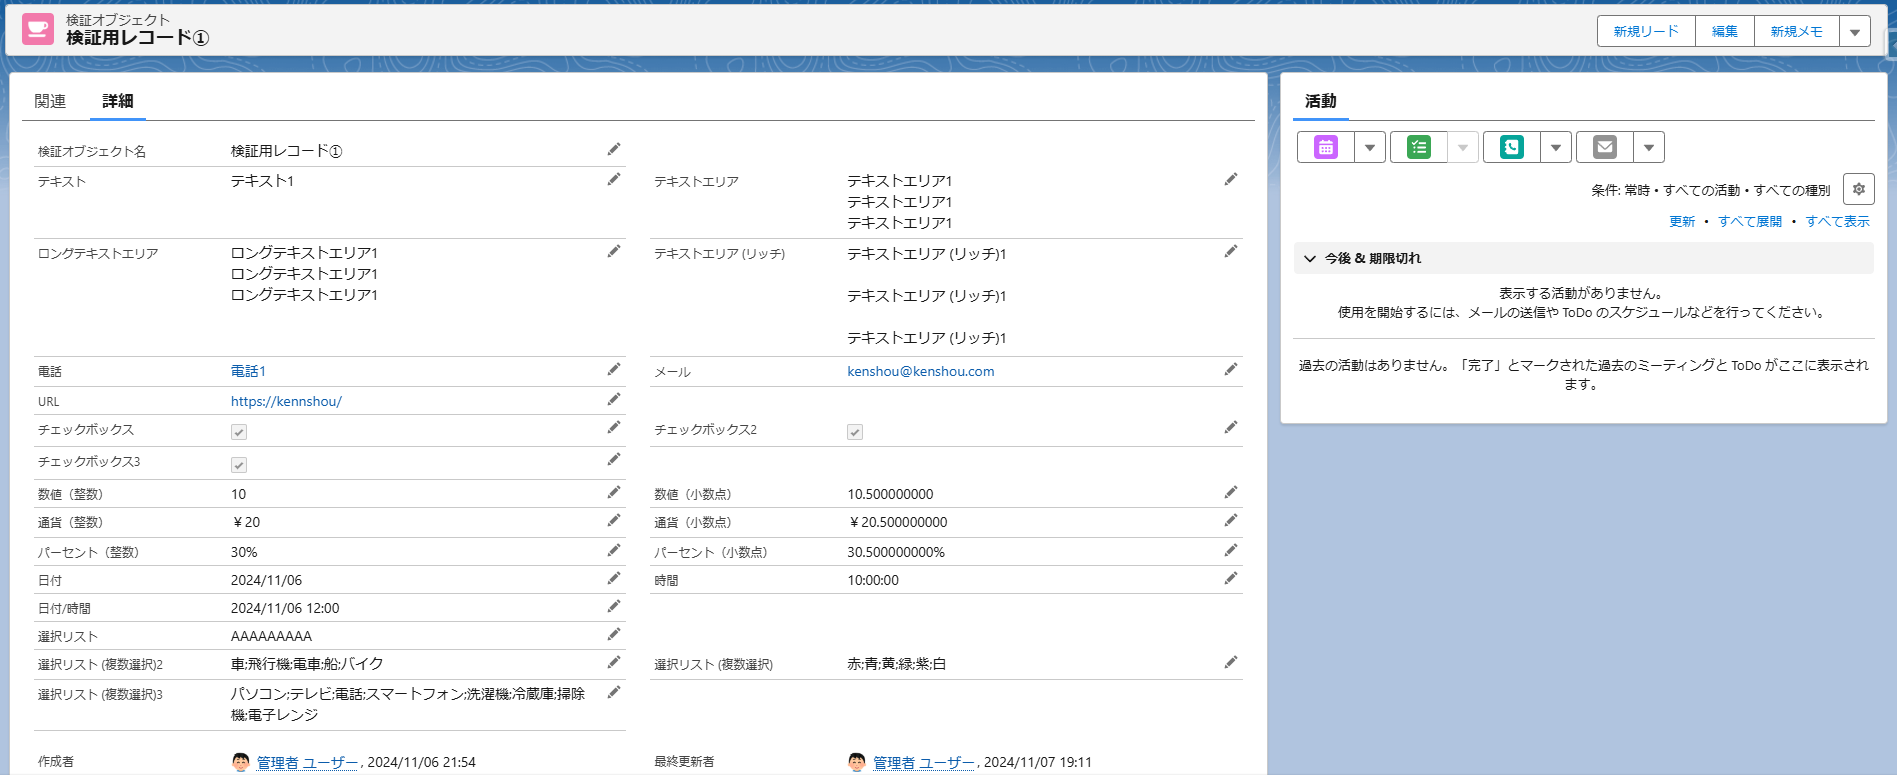 検証オブジェクト
検証用レコード①
新規リード 編集 新規メモ
関連 詳細
検証オブジェクト名 検証用レコード①
テキスト テキスト1
テキストエリア テキストエリア1
テキストエリア1
テキストエリア1
ロングテキストエリア ロングテキストエリア1
ロングテキストエリア1
ロングテキストエリア1
テキストエリア (リッチ) テキストエリア (リッチ)1
テキストエリア (リッチ)1
テキストエリア (リッチ)1
電話 電話1
メール kenshou@kenshou.com
URL https://kennshou/
チェックボックス
チェックボックス2
チェックボックス3
数値（整数） 10
数値（小数点） 10.500000000
通貨（整数） ￥20
通貨（小数点） ￥20.500000000
パーセント（整数） 30%
パーセント（小数点） 30.500000000%
日付 2024/11/06
時間 10:00:00
日付/時間 2024/11/06 12:00
選択リスト AAAAAAAAA
選択リスト (複数選択)2 車;飛行機;電車;船;バイク
選択リスト (複数選択) 赤;青;黄;緑;紫;白
選択リスト (複数選択)3 パソコン;テレビ;電話;スマートフォン;洗濯機;冷蔵庫;掃除
機;電子レンジ
作成者 管理者 ユーザー, 2024/11/06 21:54
最終更新者 管理者 ユーザー, 2024/11/07 19:11
活動
条件: 常時・すべての活動・すべての種別
更新 • すべて展開 • すべて表示
今後 & 期限切れ
表示する活動がありません。
使用を開始するには、メールの送信や ToDo のスケジュールなどを行ってください。
過去の活動はありません。「完了」とマークされた過去のミーティングと ToDo がここに表示され
ます。